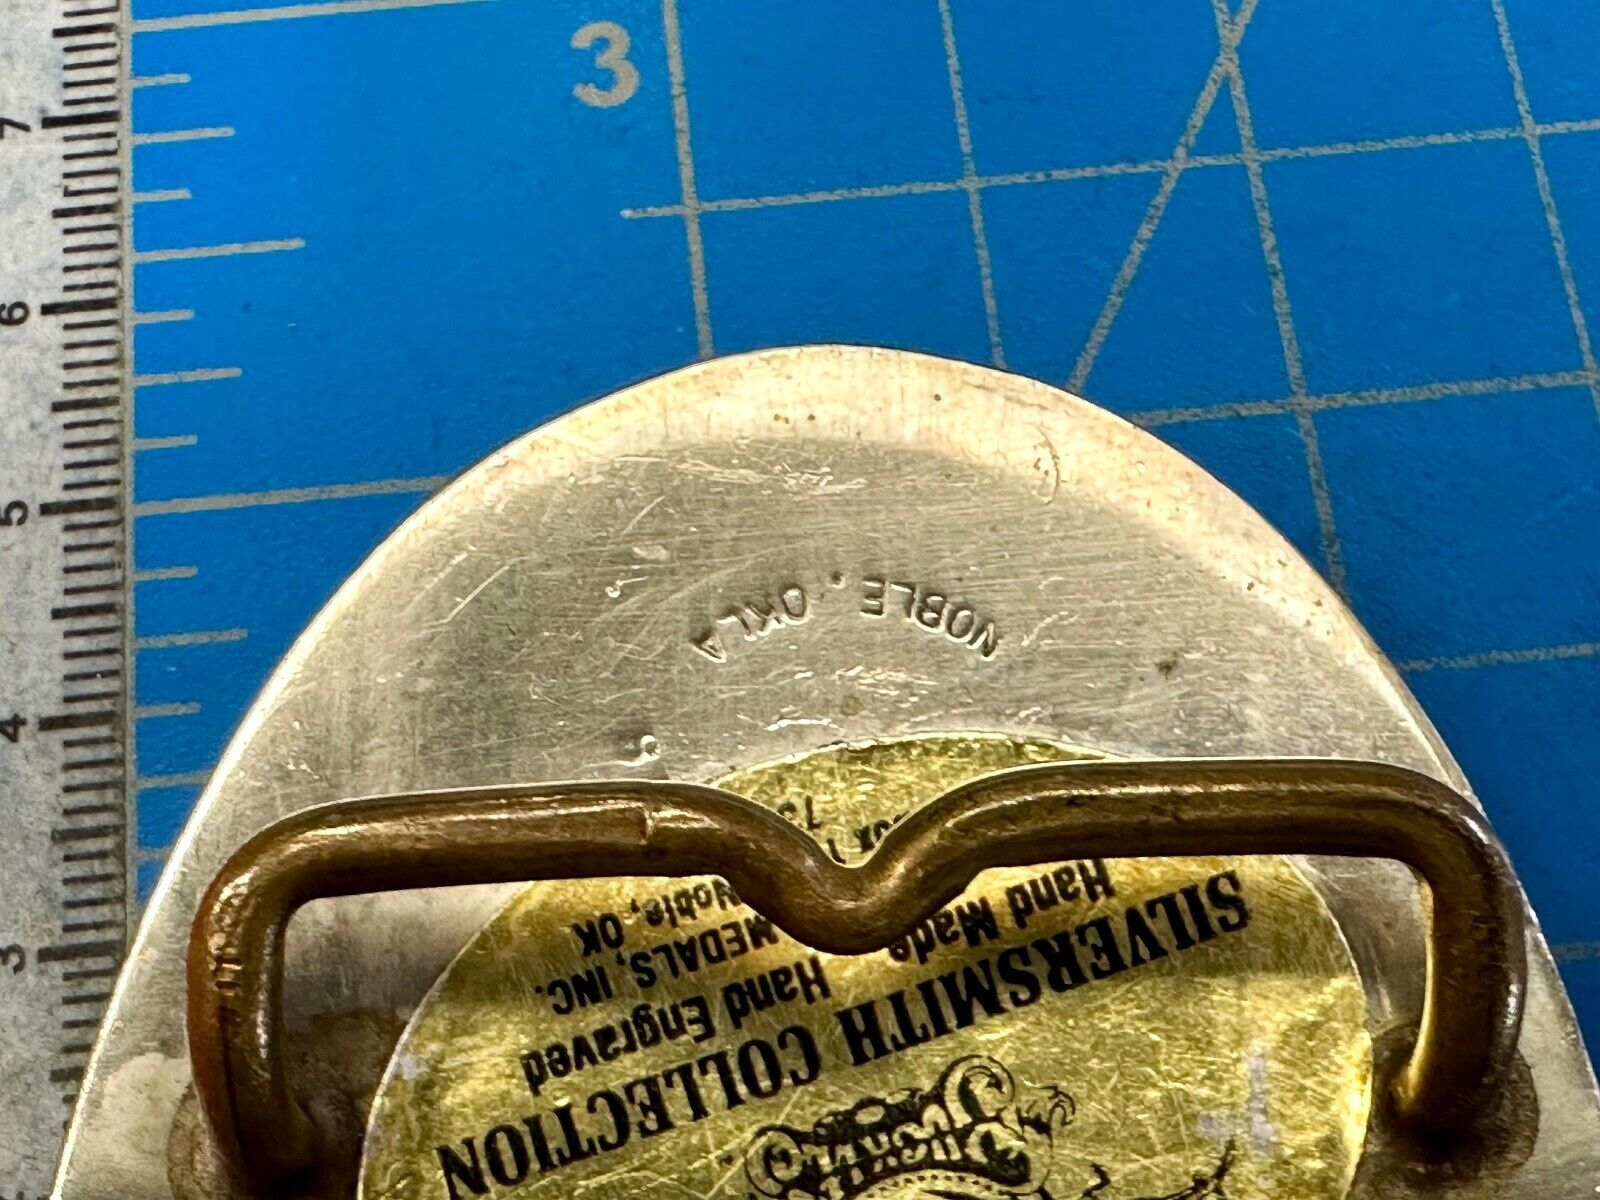 3
7
6
5
4
3
NOBLE, OKLA
SILVERSMITH COLLECTION
Hand Made Hand Engraved
MEDALS, INC.
Noble, OK